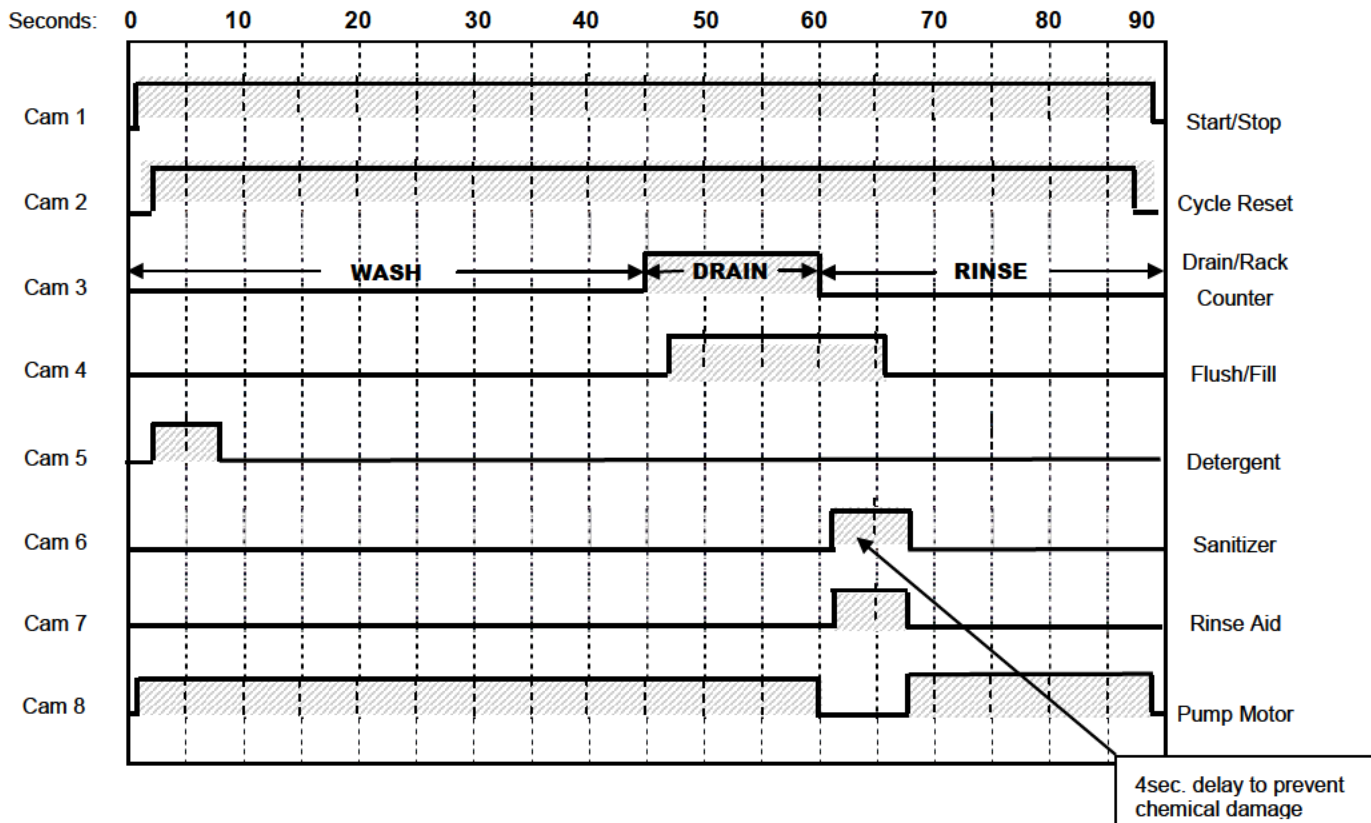 Seconds: 0 10 20 30 40 50 60 70 80 90
Cam 1 Start/Stop
Cam 2 Cycle Reset
WASH DRAIN RINSE Drain/Rack
Cam 3 Counter
Cam 4 Flush/Fill
Cam 5 Detergent
Cam 6 Sanitizer
Cam 7 Rinse Aid
Cam 8 Pump Motor
4sec. delay to prevent
chemical damage